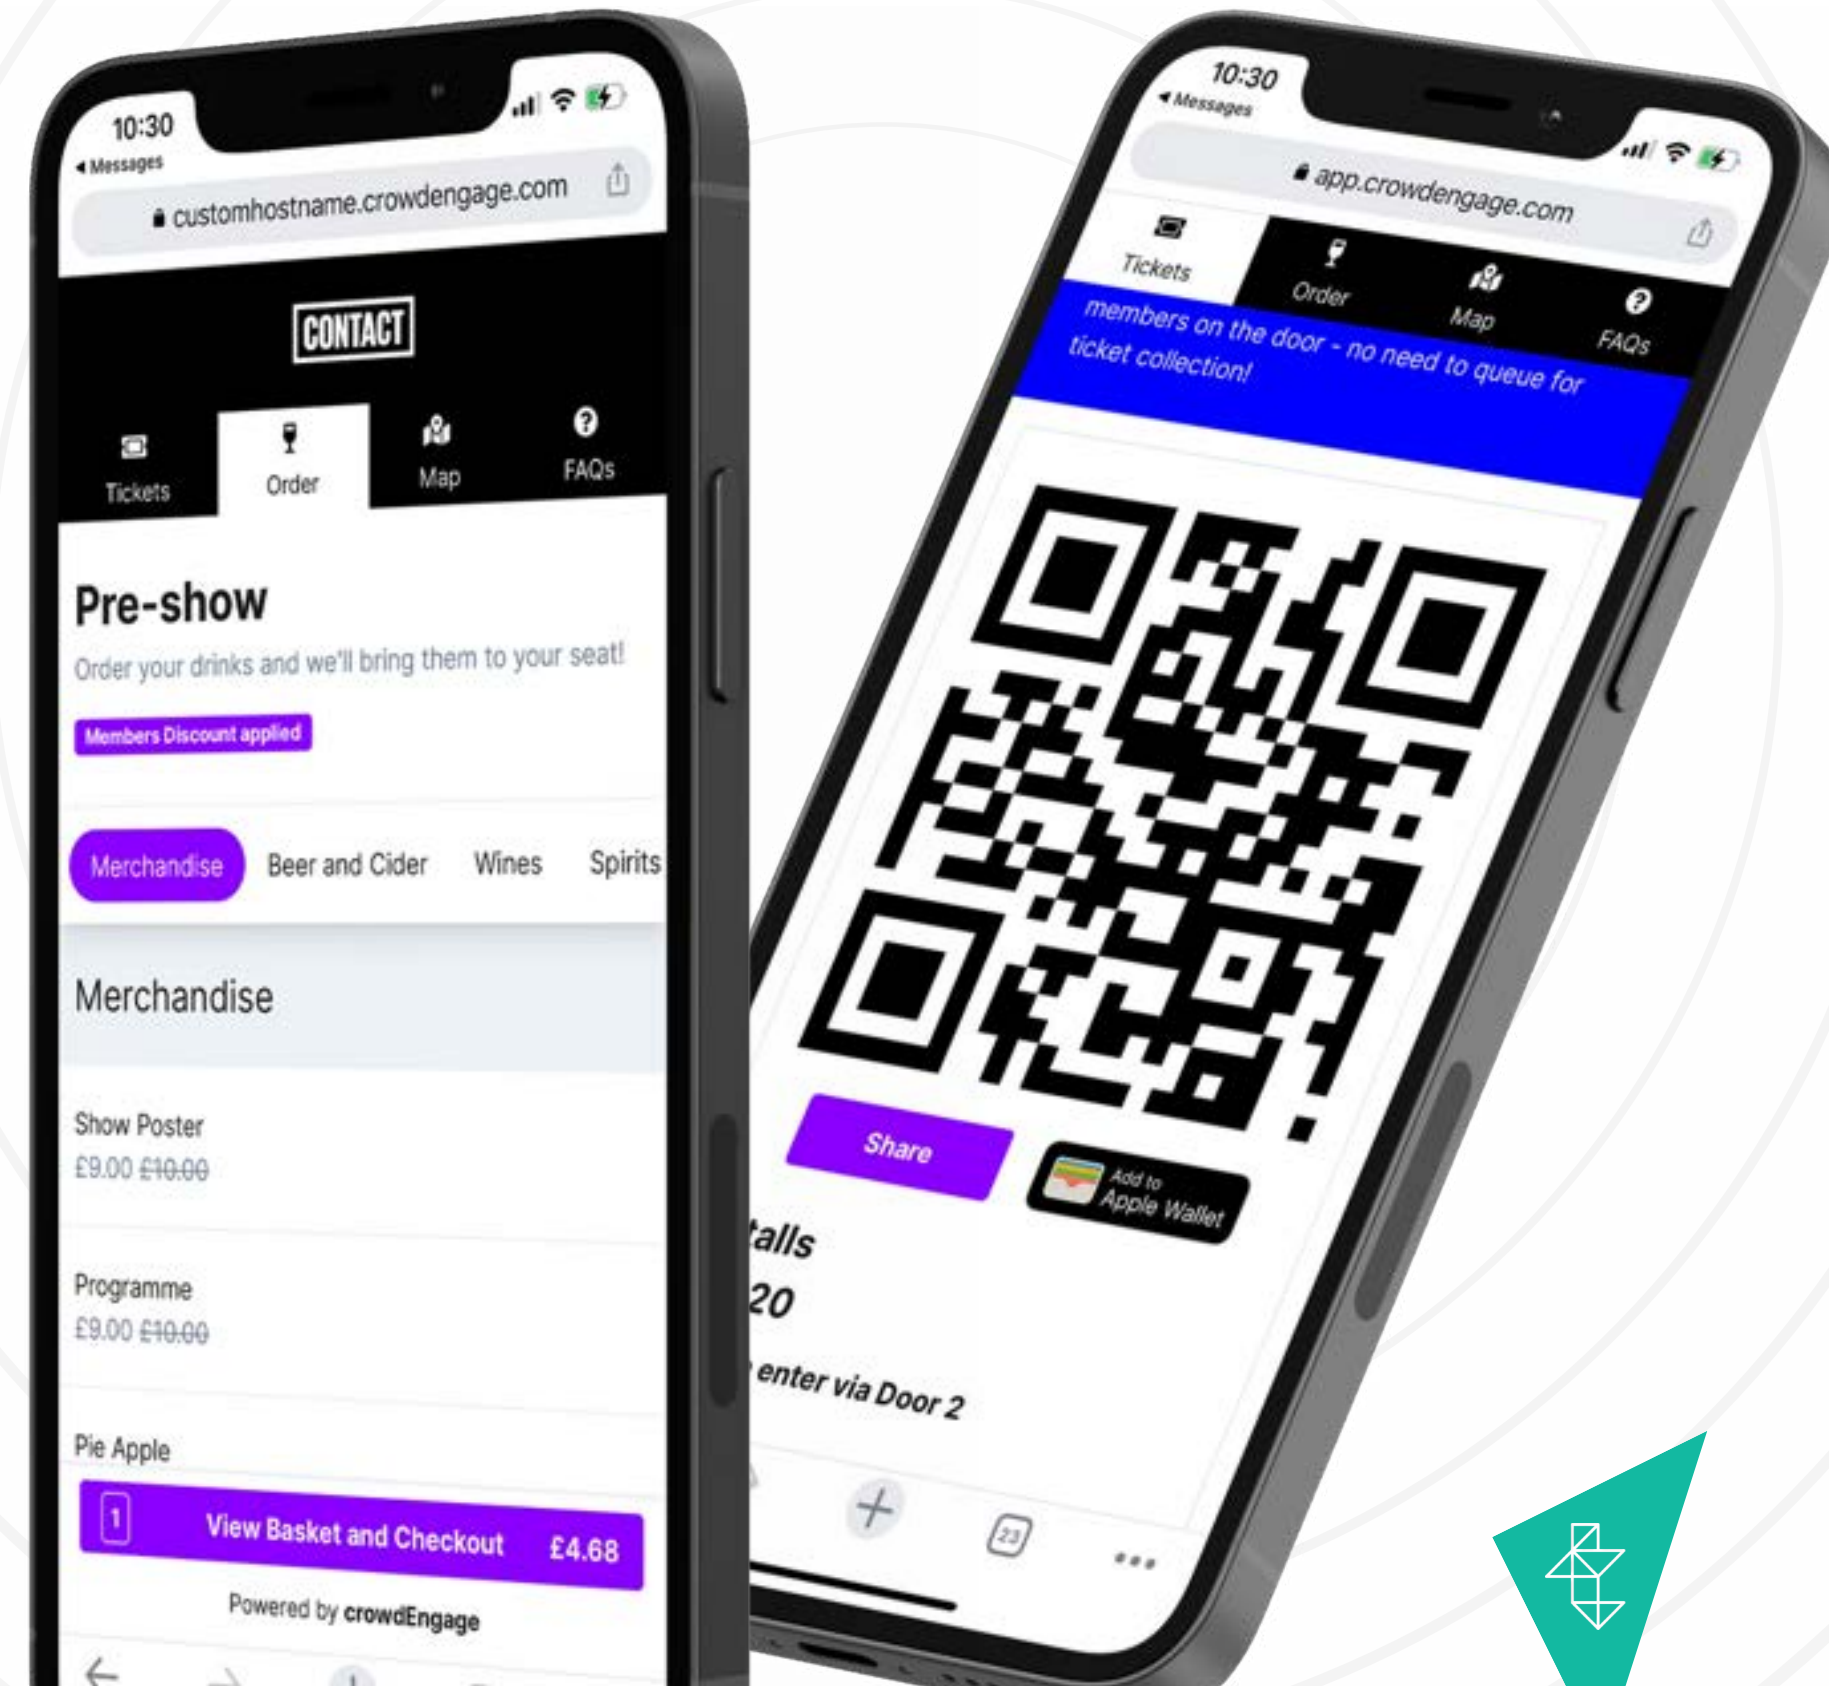 10:30
Messages
customhostname.crowdengage.com
CONTACT
Tickets
Order
Map
FAQs
Pre-show
Order your drinks and we'll bring them to your seat!
Members Discount applied
Merchandise
Beer and Cider
Wines
Spirits
Merchandise
Show Poster
£9.00 £10.00
Programme
£9.00 £10.00
Pie Apple
1 View Basket and Checkout £4.68
Powered by crowdEngage
10:30
Messages
app.crowdengage.com
Tickets
Order
Map
FAQs
members on the door - no need to queue for
ticket collection!
Share
Add to
Apple Wallet
talls
20
enter via Door 2
23